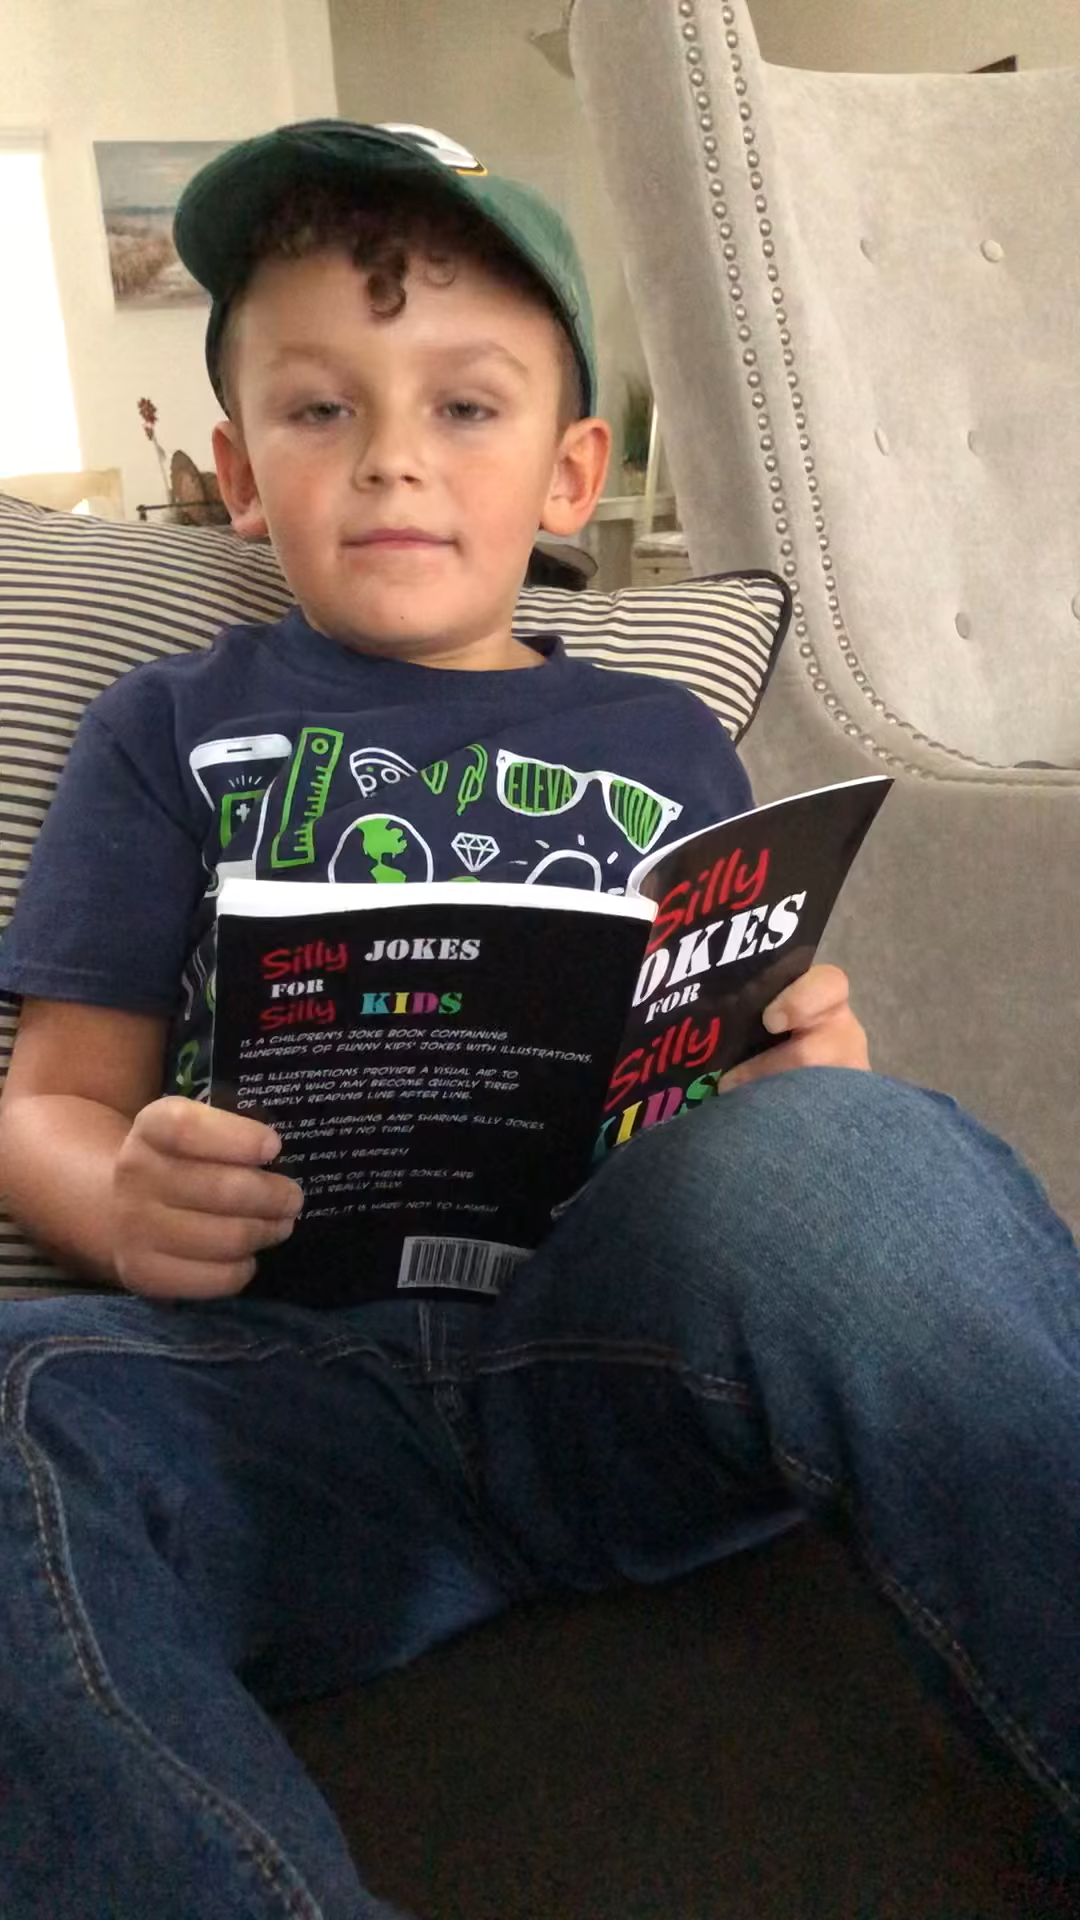 ELEVATION
Silly JOKES
FOR
Silly KIDS
IS A CHILDREN'S JOKE BOOK CONTAINING
HUNDREDS OF FUNNY KIDS' JOKES WITH ILLUSTRATIONS.
THE ILLUSTRATIONS PROVIDE A VISUAL AID TO
CHILDREN WHO MAY BECOME QUICKLY TIRED
OF SIMPLY READING LINE AFTER LINE.
WILL BE LAUGHING AND SHARING SILLY JOKES
EVERYONE IN NO TIME!
FOR EARLY READERS!
SOME OF THESE JOKES ARE
REALLY SILLY.
FACT, IT IS HARD NOT TO LAUGH!
Silly
JOKES
FOR
Silly
KIDS